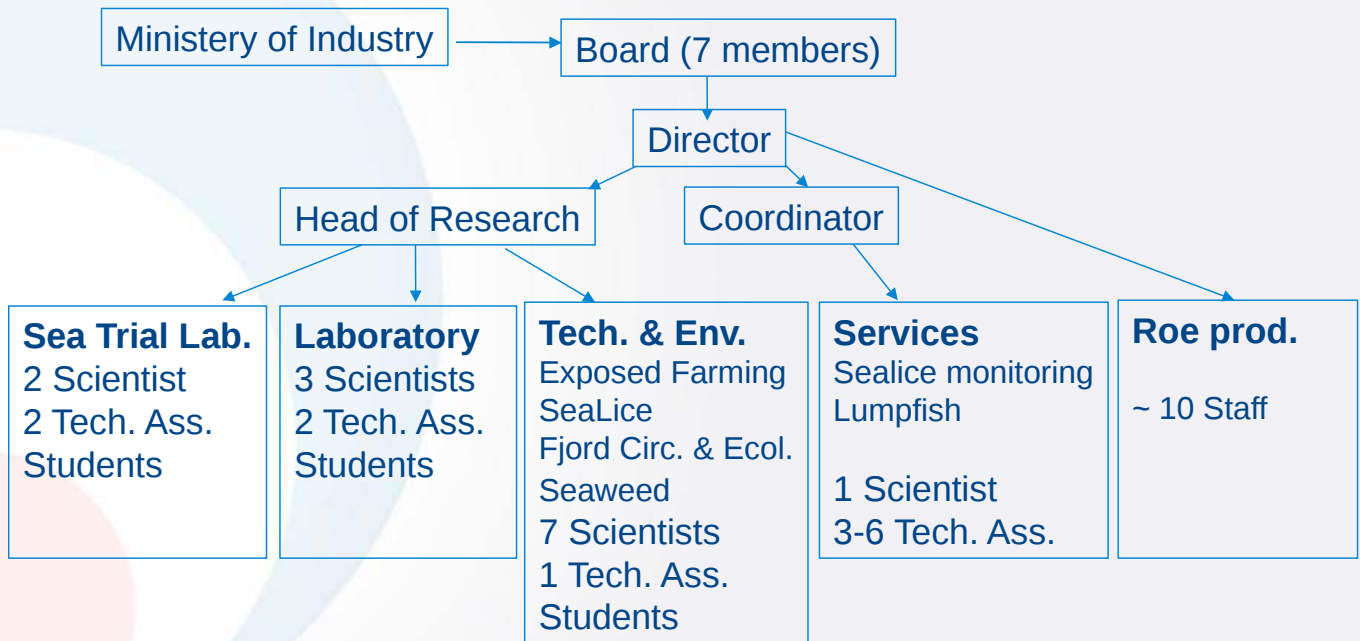 Ministery of Industry
Board (7 members)
Director
Head of Research
Coordinator
Sea Trial Lab.
2 Scientist
2 Tech. Ass.
Students
Laboratory
3 Scientists
2 Tech. Ass.
Students
Tech. & Env.
Exposed Farming
SeaLice
Fjord Circ. & Ecol.
Seaweed
7 Scientists
1 Tech. Ass.
Students
Services
Sealice monitoring
Lumpfish
1 Scientist
3-6 Tech. Ass.
Roe prod.
~ 10 Staff